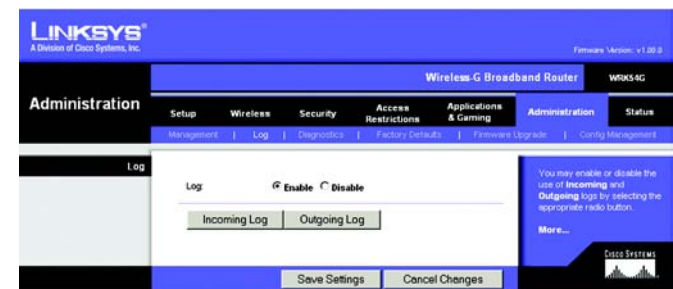 LINKSYS®
A Division of Cisco Systems, Inc.
Firmware Version: v1.00.0
Wireless-G Broadband Router WRK54G
Administration
Setup Wireless Security Access Restrictions Applications & Gaming Administration Status
Management | Log | Diagnostics | Factory Defaults | Firmware Upgrade | Config Management
Log
Log: Enable Disable
Incoming Log Outgoing Log
You may enable or disable the
use of Incoming and
Outgoing logs by selecting the
appropriate radio button.
More...
Save Settings Cancel Changes
CISCO SYSTEMS